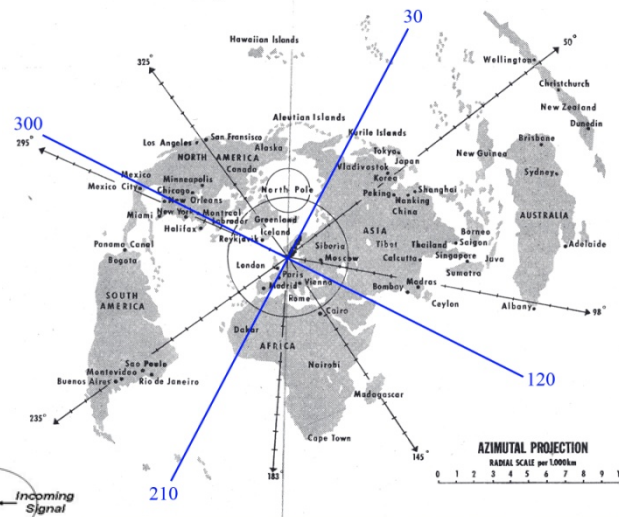 30
50°
Hawaiian Islands
Wellington
325°
Christchurch
New Zealand
Aleutian Islands
Dunedin
300
San Fransisco
Kurile Islands
Brisbane
295°
Los Angeles
Alaska
Tokyo
NORTH AMERICA
Vladivostok
Japan
New Guinea
Canada
Korea
Sydney
Mexico
Minneapolis
North Pole
Peking
Shanghai
Mexico City
Chicago
Nanking
New Orleans
China
AUSTRALIA
Miami
New York
Montreal
Greenland
Labrador
Iceland
ASIA
Borneo
Halifax
Reykjavik
Siberia
Tibet
Thailand
Saigon
Adelaide
Panama Canal
Moscow
Calcutta
Singapore
Java
Bogota
London
Sumatra
Paris
Vienna
Madras
SOUTH
AMERICA
Madrid
Bombay
Rome
Ceylon
Albany
98°
Cairo
Dakar
AFRICA
Sao Paulo
Nairobi
120
Montevideo
Buenos Aires
Rio de Janeiro
Madagascar
235°
Cape Town
AZIMUTAL PROJECTION
145°
RADIAL SCALE per 1.000km
183°
0 1 2 3 4 5 6 7 8 9 1
210
Incoming
Signal